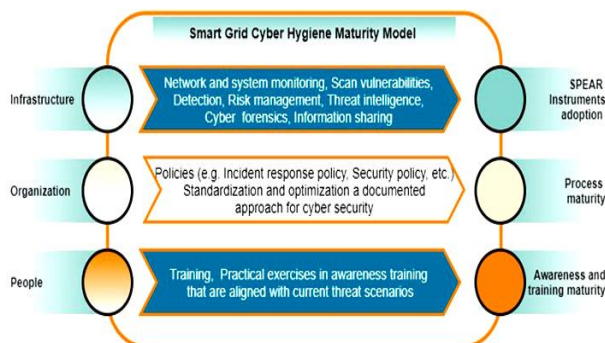 Smart Grid Cyber Hygiene Maturity Model
Infrastructure
Network and system monitoring, Scan vulnerabilities,
Detection, Risk management, Threat intelligence,
Cyber forensics, Information sharing
SPEAR
Instruments
adoption
Organization
Policies (e.g. Incident response policy, Security policy, etc.)
Standardization and optimization a documented
approach for cyber security
Process
maturity
People
Training, Practical exercises in awareness training
that are aligned with current threat scenarios
Awareness and
training maturity